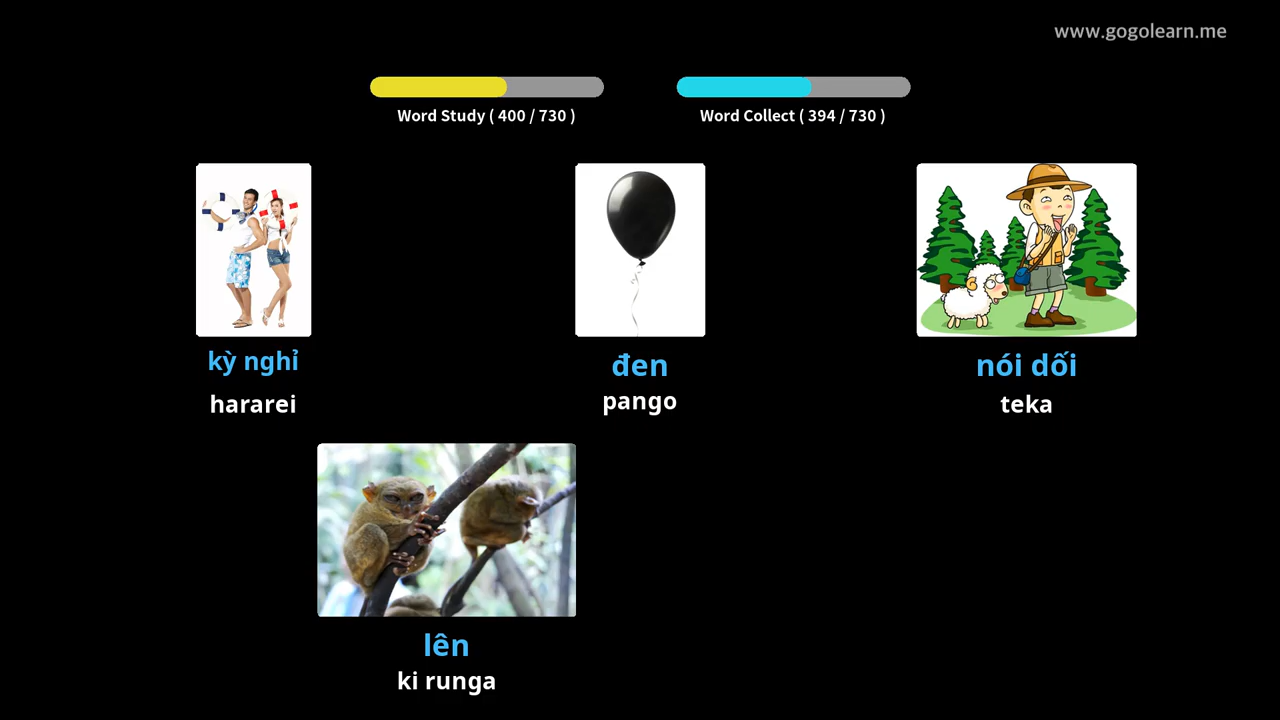 www.gogolearn.me
Word Study ( 400 / 730 )
Word Collect ( 394 / 730 )
kỳ nghỉ
hararei
đen
pango
nói dối
teka
lên
ki runga